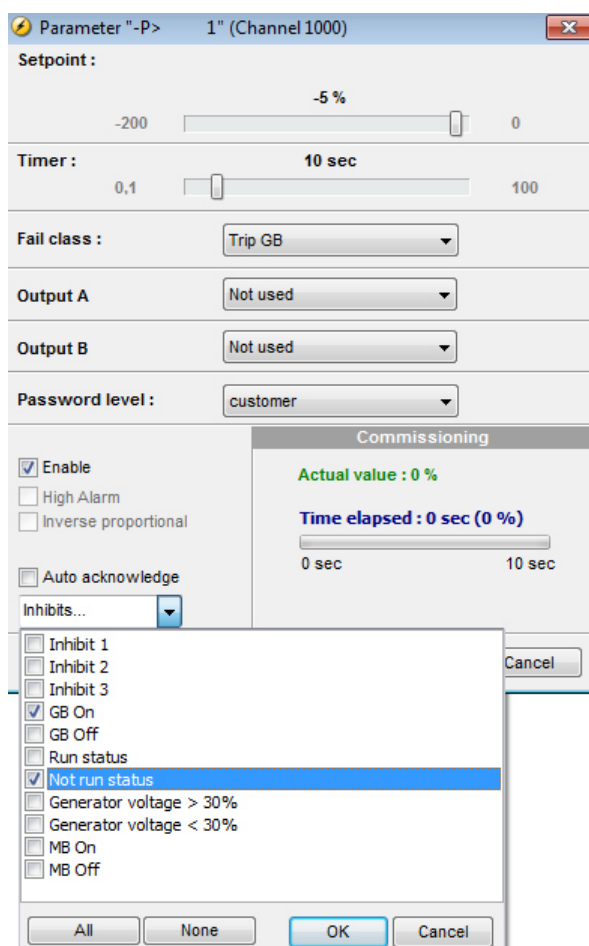 Parameter "-P> 1" (Channel 1000)
Setpoint :
-5 %
-200 0
Timer : 10 sec
0,1 100
Fail class : Trip GB
Output A Not used
Output B Not used
Password level : customer
Commissioning
Enable
High Alarm
Inverse proportional
Auto acknowledge
Inhibits...
Actual value : 0 %
Time elapsed : 0 sec (0 %)
0 sec 10 sec
Cancel
Inhibit 1
Inhibit 2
Inhibit 3
GB On
GB Off
Run status
Not run status
Generator voltage > 30%
Generator voltage < 30%
MB On
MB Off
All None OK Cancel